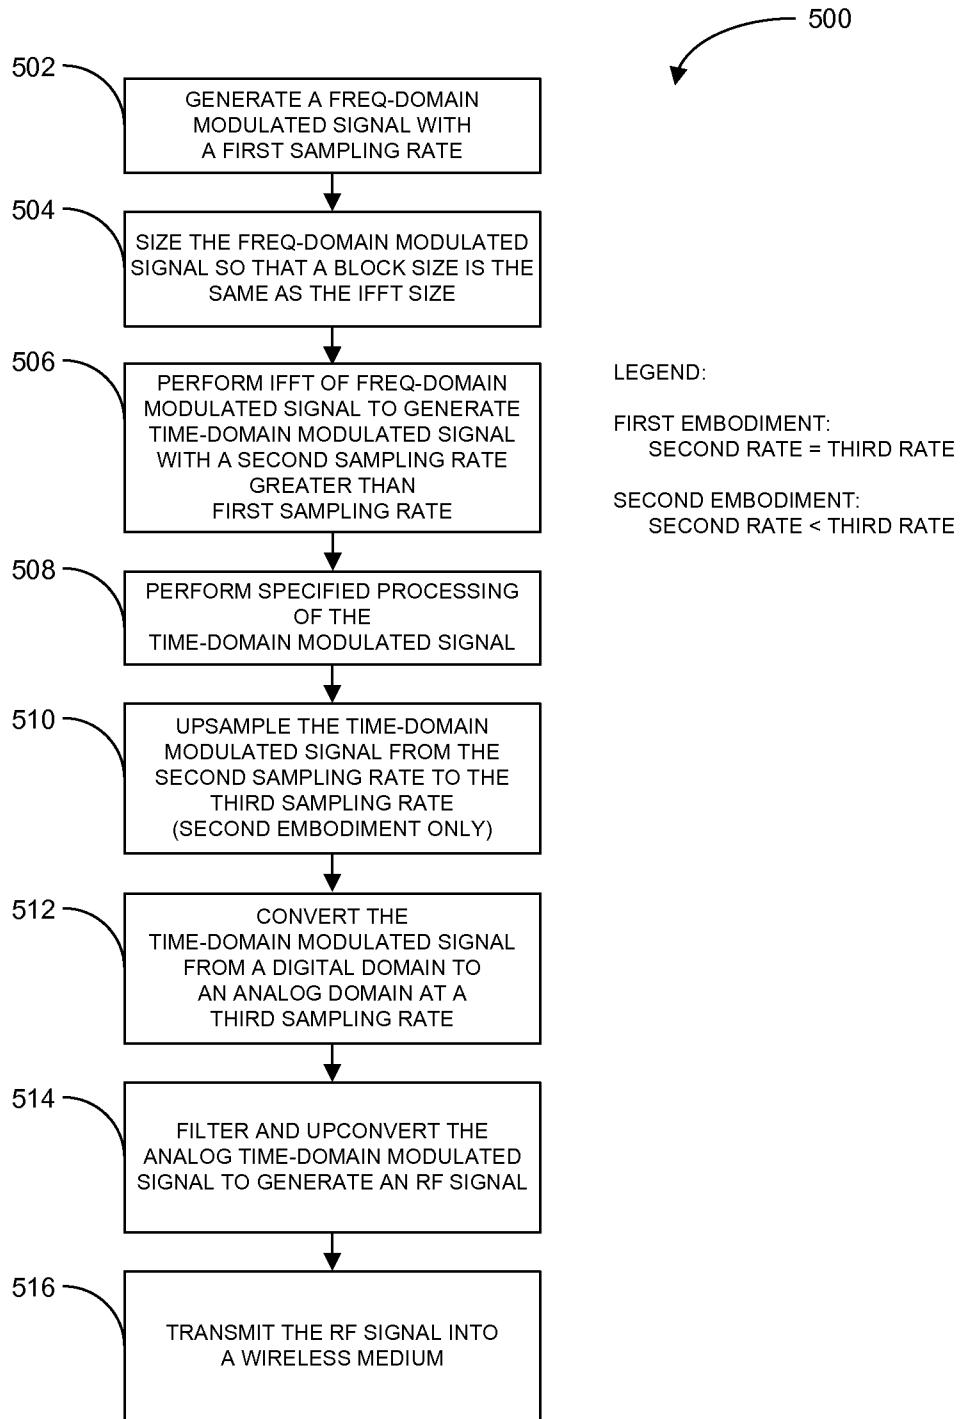 500
502
GENERATE A FREQ-DOMAIN
MODULATED SIGNAL WITH
A FIRST SAMPLING RATE
504
SIZE THE FREQ-DOMAIN MODULATED
SIGNAL SO THAT A BLOCK SIZE IS THE
SAME AS THE IFFT SIZE
506
PERFORM IFFT OF FREQ-DOMAIN
MODULATED SIGNAL TO GENERATE
TIME-DOMAIN MODULATED SIGNAL
WITH A SECOND SAMPLING RATE
GREATER THAN
FIRST SAMPLING RATE
LEGEND:
FIRST EMBODIMENT:
SECOND RATE = THIRD RATE
SECOND EMBODIMENT:
SECOND RATE < THIRD RATE
508
PERFORM SPECIFIED PROCESSING
OF THE
TIME-DOMAIN MODULATED SIGNAL
510
UPSAMPLE THE TIME-DOMAIN
MODULATED SIGNAL FROM THE
SECOND SAMPLING RATE TO THE
THIRD SAMPLING RATE
(SECOND EMBODIMENT ONLY)
512
CONVERT THE
TIME-DOMAIN MODULATED SIGNAL
FROM A DIGITAL DOMAIN TO
AN ANALOG DOMAIN AT A
THIRD SAMPLING RATE
514
FILTER AND UPCONVERT THE
ANALOG TIME-DOMAIN MODULATED
SIGNAL TO GENERATE AN RF SIGNAL
516
TRANSMIT THE RF SIGNAL INTO
A WIRELESS MEDIUM